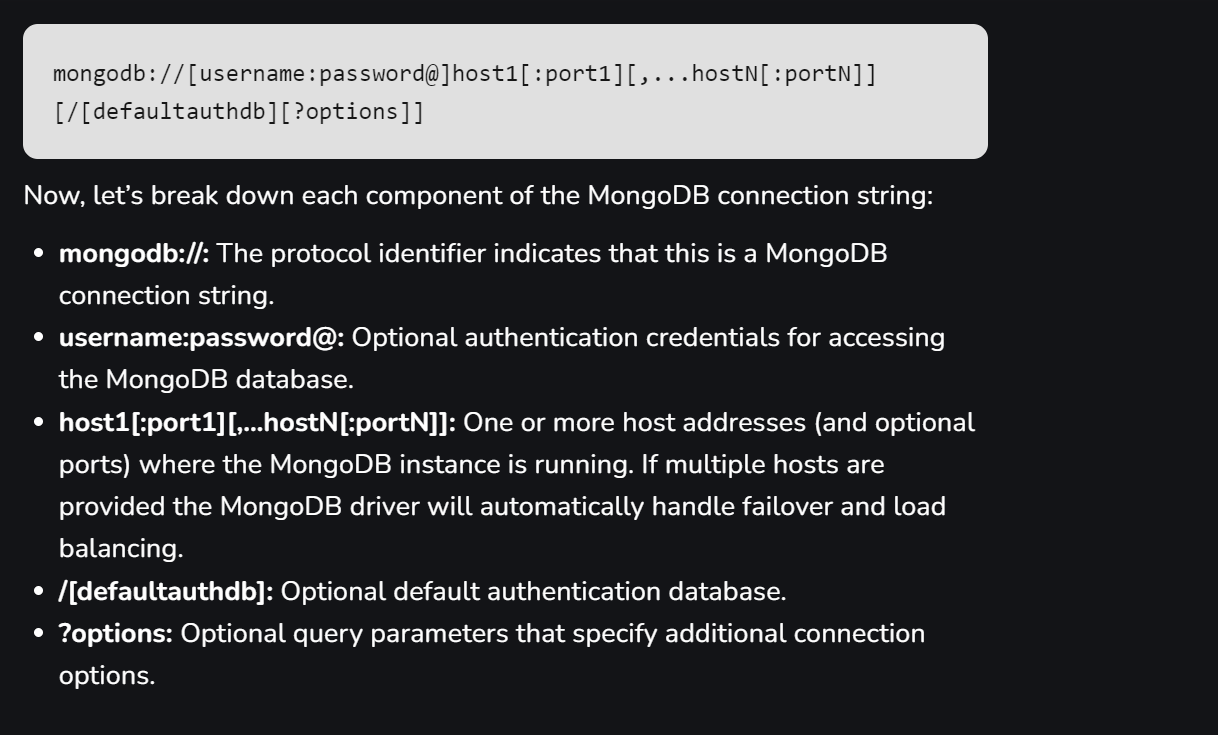 mongodb://[username:password@]host1[:port1][,...hostN[:portN]]
[/[defaultauthdb][?options]]
Now, let’s break down each component of the MongoDB connection string:
• mongodb://: The protocol identifier indicates that this is a MongoDB
connection string.
• username:password@: Optional authentication credentials for accessing
the MongoDB database.
• host1[:port1][,...hostN[:portN]]: One or more host addresses (and optional
ports) where the MongoDB instance is running. If multiple hosts are
provided the MongoDB driver will automatically handle failover and load
balancing.
• /[defaultauthdb]: Optional default authentication database.
• ?options: Optional query parameters that specify additional connection
options.